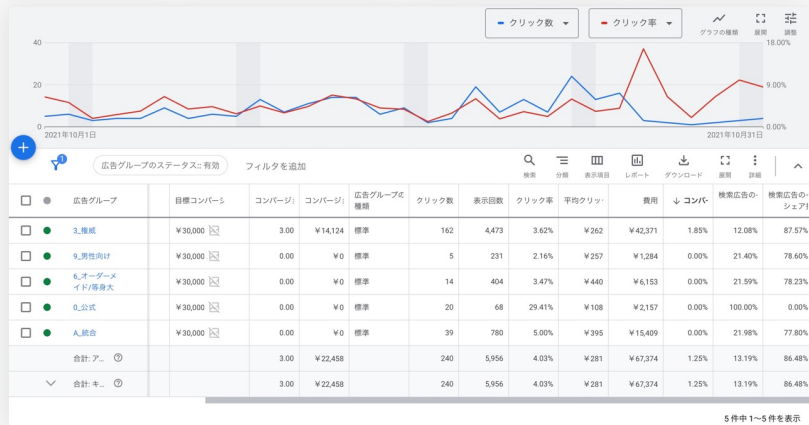 クリック数 クリック率
グラフの種類 展開 調整
40 18.00%
20 9.00%
0 0.00%
2021年10月1日 2021年10月31日
1 広告グループのステータス: 有効 フィルタを追加 検索 分類 表示項目 レポート ダウンロード 展開 詳細
広告グループ 目標コンバーシ コンバージ コンバージ 広告グループの種類 クリック数 表示回数 クリック率 平均クリッ 費用 ↓ コンバ- 検索広告の- 検索広告の- シェア
3_権威 ¥30,000 3.00 ¥14,124 標準 162 4,473 3.62% ¥262 ¥42,371 1.85% 12.08% 87.57%
9_男性向け ¥30,000 0.00 ¥0 標準 5 231 2.16% ¥257 ¥1,284 0.00% 21.40% 78.60%
6_オーダーメイド/等身大 ¥30,000 0.00 ¥0 標準 14 404 3.47% ¥440 ¥6,153 0.00% 21.59% 78.23%
0_公式 ¥30,000 0.00 ¥0 標準 20 68 29.41% ¥108 ¥2,157 0.00% 100.00% 0.00%
A_統合 ¥30,000 0.00 ¥0 標準 39 780 5.00% ¥395 ¥15,409 0.00% 21.98% 77.80%
合計: ア... 3.00 ¥22,458 240 5,956 4.03% ¥281 ¥67,374 1.25% 13.19% 86.48%
合計: キ... 3.00 ¥22,458 240 5,956 4.03% ¥281 ¥67,374 1.25% 13.19% 86.48%
5 件中 1～5 件を表示